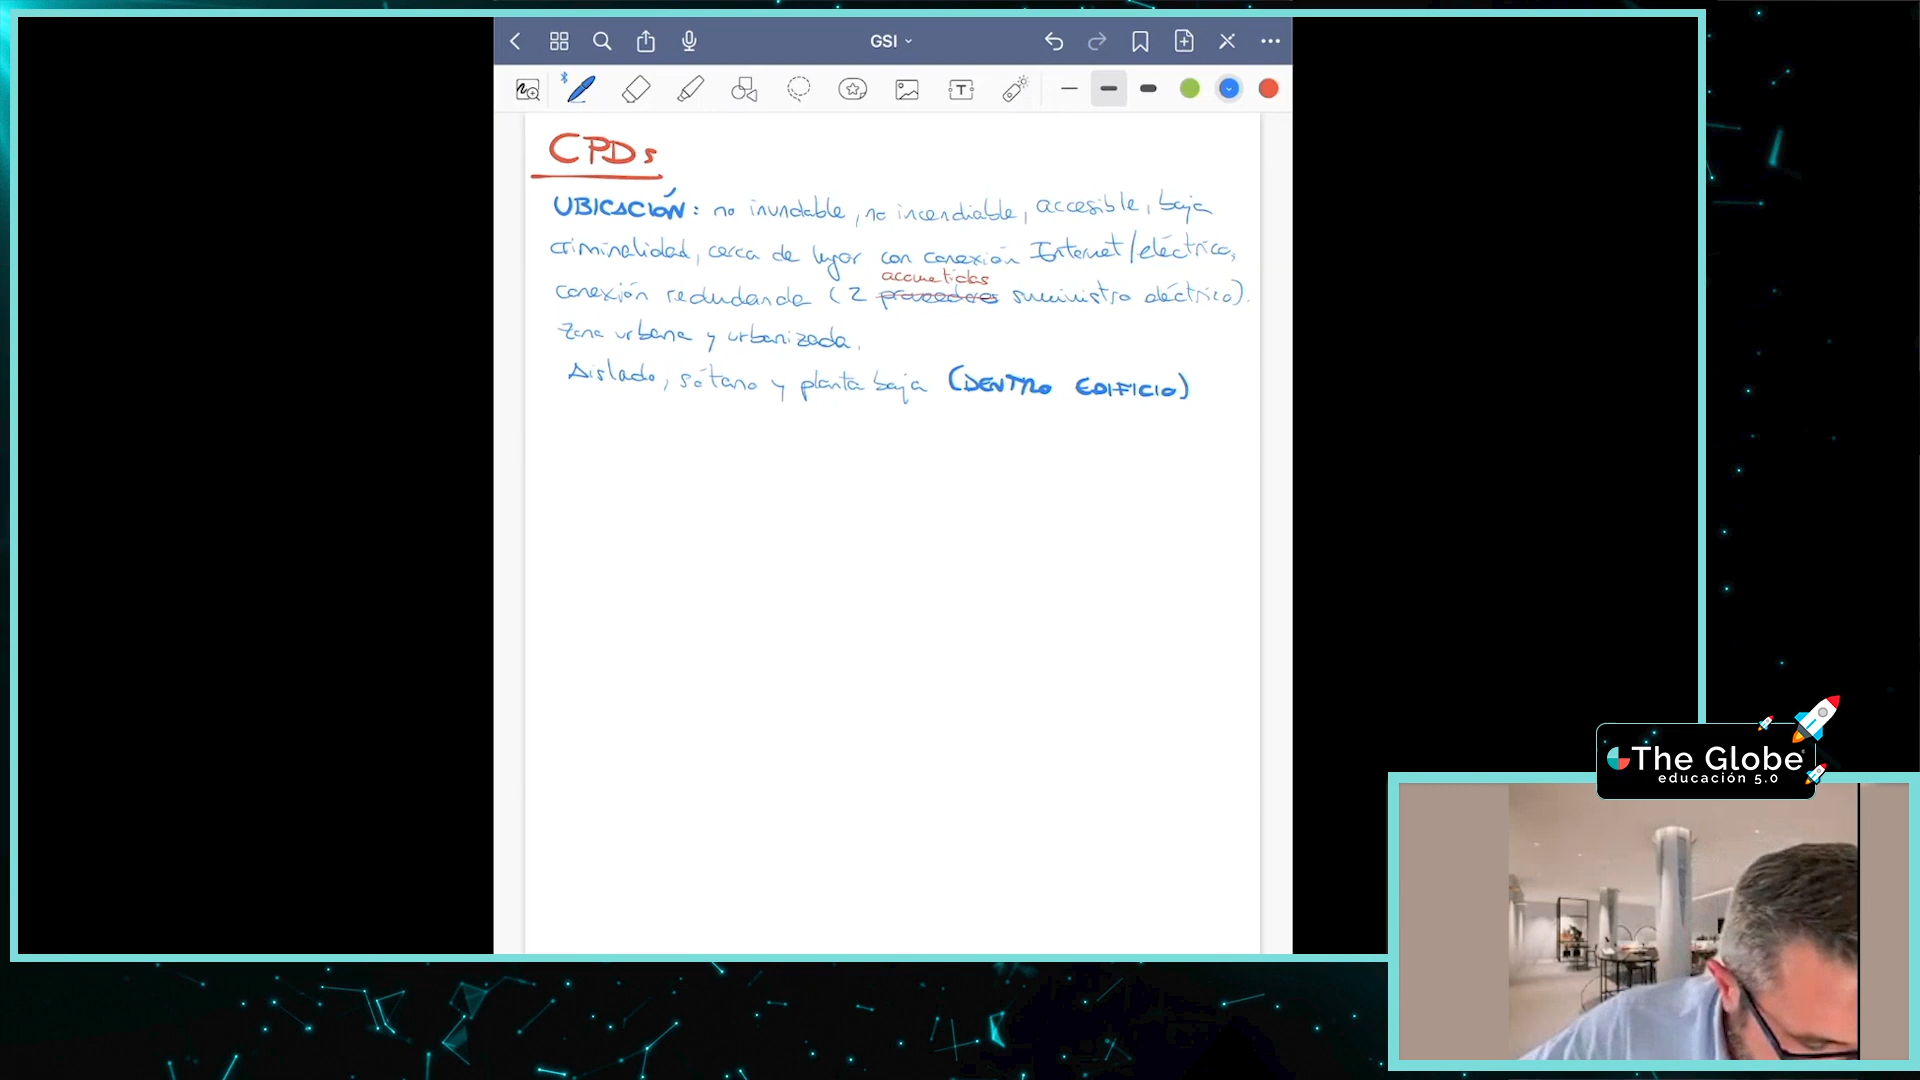 GSI
CPDs
UBICACIÓN: no inundable, no incendiable, accesible, baja
criminalidad, cerca de lugar con conexión Internet/eléctrica,
acometidas
conexión redundande (2 proveedores suministro eléctrico).
Zona urbana y urbanizada.
Aislado, sótano y planta baja (DENTRO EDIFICIO)
The Globe
educación 5.0